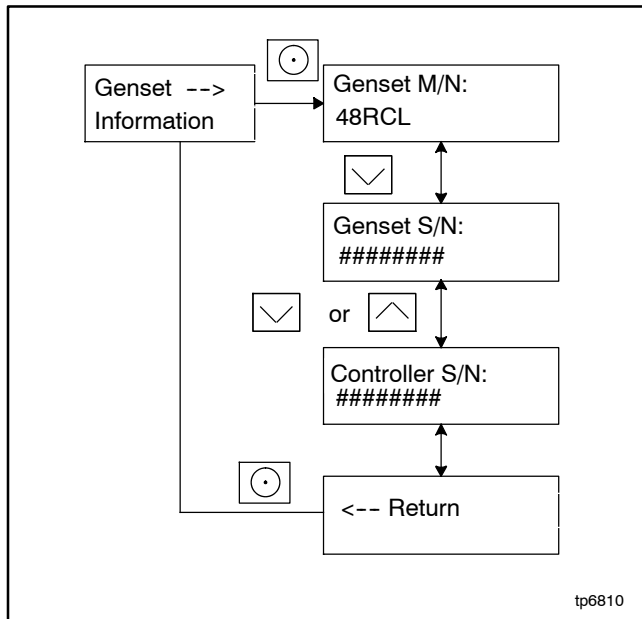 Genset -->
Information
Genset M/N:
48RCL
Genset S/N:
########
or
Controller S/N:
########
<-- Return
tp6810